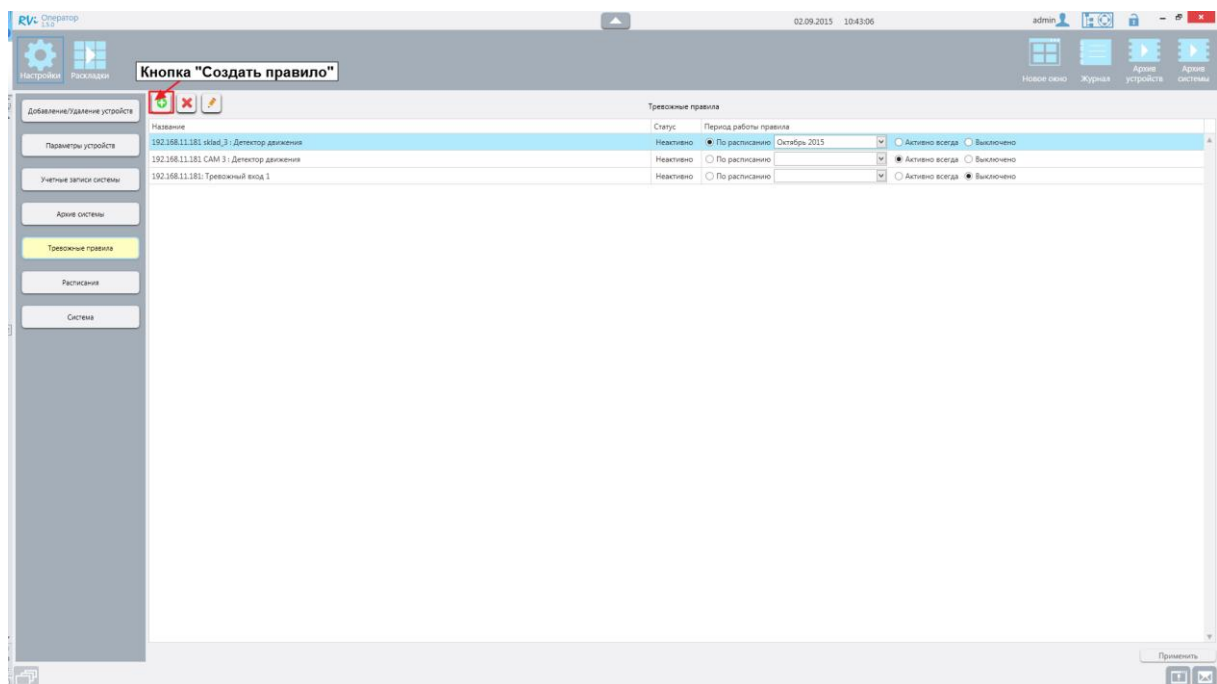 RVi Оператор
1.5.0
02.09.2015 10:43:06
admin
Настройки Раскладки
Новое окно Журнал Архив устройств Архив системы
Кнопка "Создать правило"
Тревожные правила
Название Статус Период работы правила
192.168.11.181 sklad_3 : Детектор движения Неактивно По расписанию Октябрь 2015 Активно всегда Выключено
192.168.11.181 CAM 3 : Детектор движения Неактивно По расписанию Активно всегда Выключено
192.168.11.181: Тревожный вход 1 Неактивно По расписанию Активно всегда Выключено
Добавление/Удаление устройств
Параметры устройств
Учетные записи системы
Архив системы
Тревожные правила
Расписания
Система
Применить